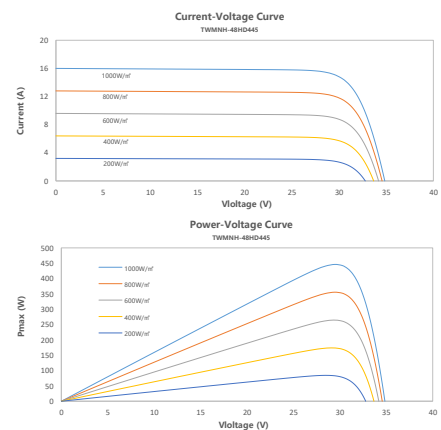 Current-Voltage Curve
TWMNH-48HD445
20
16
12
8
4
0
Current (A)
1000W/㎡
800W/㎡
600W/㎡
400W/㎡
200W/㎡
0 5 10 15 20 25 30 35 40
Vloltage (V)
Power-Voltage Curve
TWMNH-48HD445
500
450
400
350
300
250
200
150
100
50
0
Pmax (W)
1000W/㎡
800W/㎡
600W/㎡
400W/㎡
200W/㎡
0 5 10 15 20 25 30 35 40
Vloltage (V)